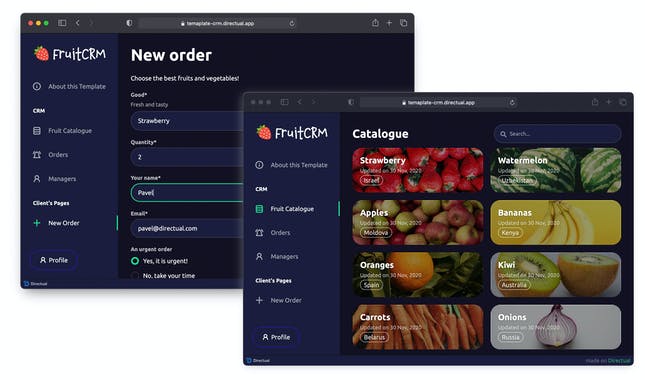 temaplate-crm.directual.app
FruitCRM
About this Template
CRM
Fruit Catalogue
Orders
Managers
Client's Pages
New Order
Profile
Directual
New order
Choose the best fruits and vegetables!
Good*
Fresh and tasty
Strawberry
Quantity*
2
Your name*
Pavel
Email*
pavel@directual.com
An urgent order
Yes, it is urgent!
No, take your time
temaplate-crm.directual.app
FruitCRM
About this Template
CRM
Fruit Catalogue
Orders
Managers
Client's Pages
New Order
Profile
Directual
Catalogue
Search...
Strawberry
Updated on 30 Nov, 2020
Israel
Watermelon
Updated on 30 Nov, 2020
Uzbekistan
Apples
Updated on 30 Nov, 2020
Moldova
Bananas
Updated on 30 Nov, 2020
Kenya
Oranges
Updated on 30 Nov, 2020
Spain
Kiwi
Updated on 30 Nov, 2020
Australia
Carrots
Updated on 30 Nov, 2020
Belarus
Onions
Updated on 30 Nov, 2020
Russia
made on Directual